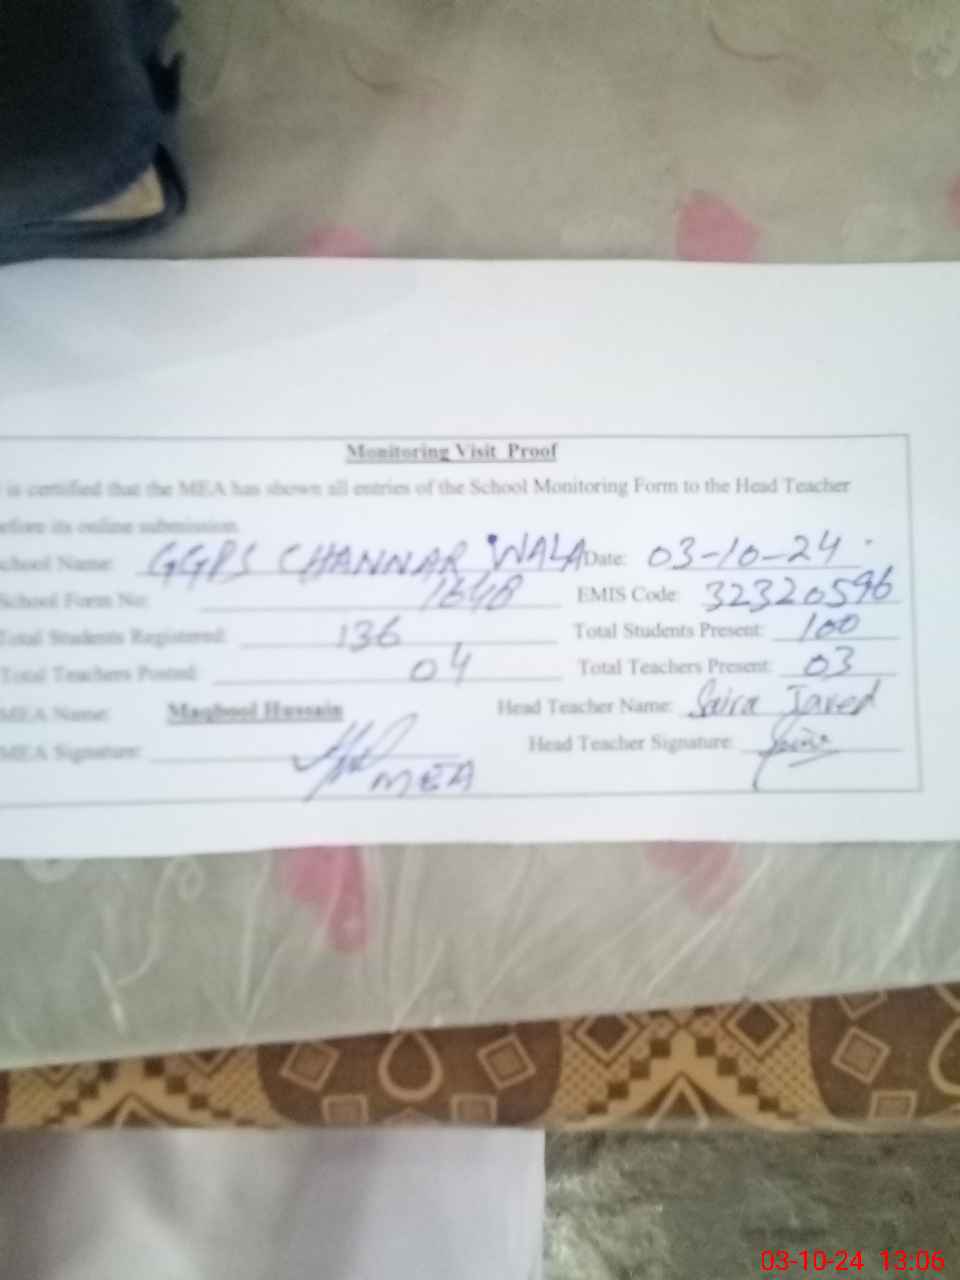 Monitoring Visit Proof
is certified that the MEA has shown all entries of the School Monitoring Form to the Head Teacher
efore its online submission.
chool Name: GGPS CHANNAR WALA Date: 03-10-24
School Form No: 1648 EMIS Code: 32320596
Total Students Registered: 136 Total Students Present: 100
Total Teachers Posted: 04 Total Teachers Present: 03
MEA Name: Maqbool Hussain Head Teacher Name: Saira Javed
MEA Signature: MEA Head Teacher Signature: Saira
03-10-24 13:06